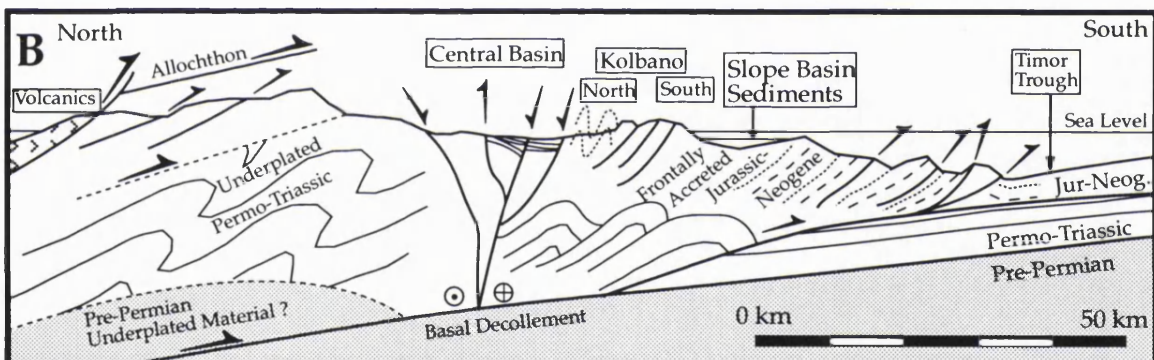 B
North
South
Allochthon
Volcanics
Central Basin
Kolbano
North
South
Slope Basin
Sediments
Timor
Trough
Sea Level
Underplated
Permo-Triassic
Frontally
Accreted
Jurassic-
Neogene
Jur-Neog.
Permo-Triassic
Pre-Permian
Pre-Permian
Underplated Material ?
Basal Decollement
0 km
50 km